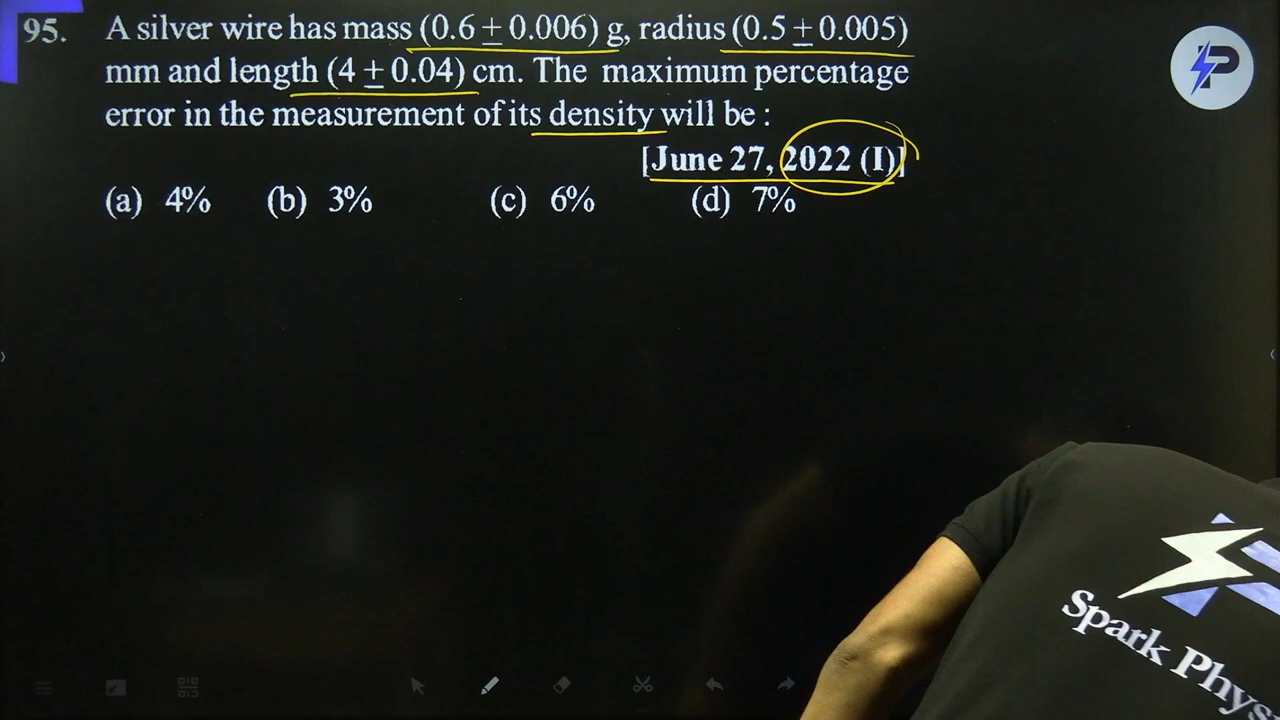 95. A silver wire has mass (0.6 ± 0.006) g, radius (0.5 ± 0.005)
mm and length (4 ± 0.04) cm. The maximum percentage
error in the measurement of its density will be :
[June 27, 2022 (I)]
(a) 4% (b) 3% (c) 6% (d) 7%
P
Spark Phys